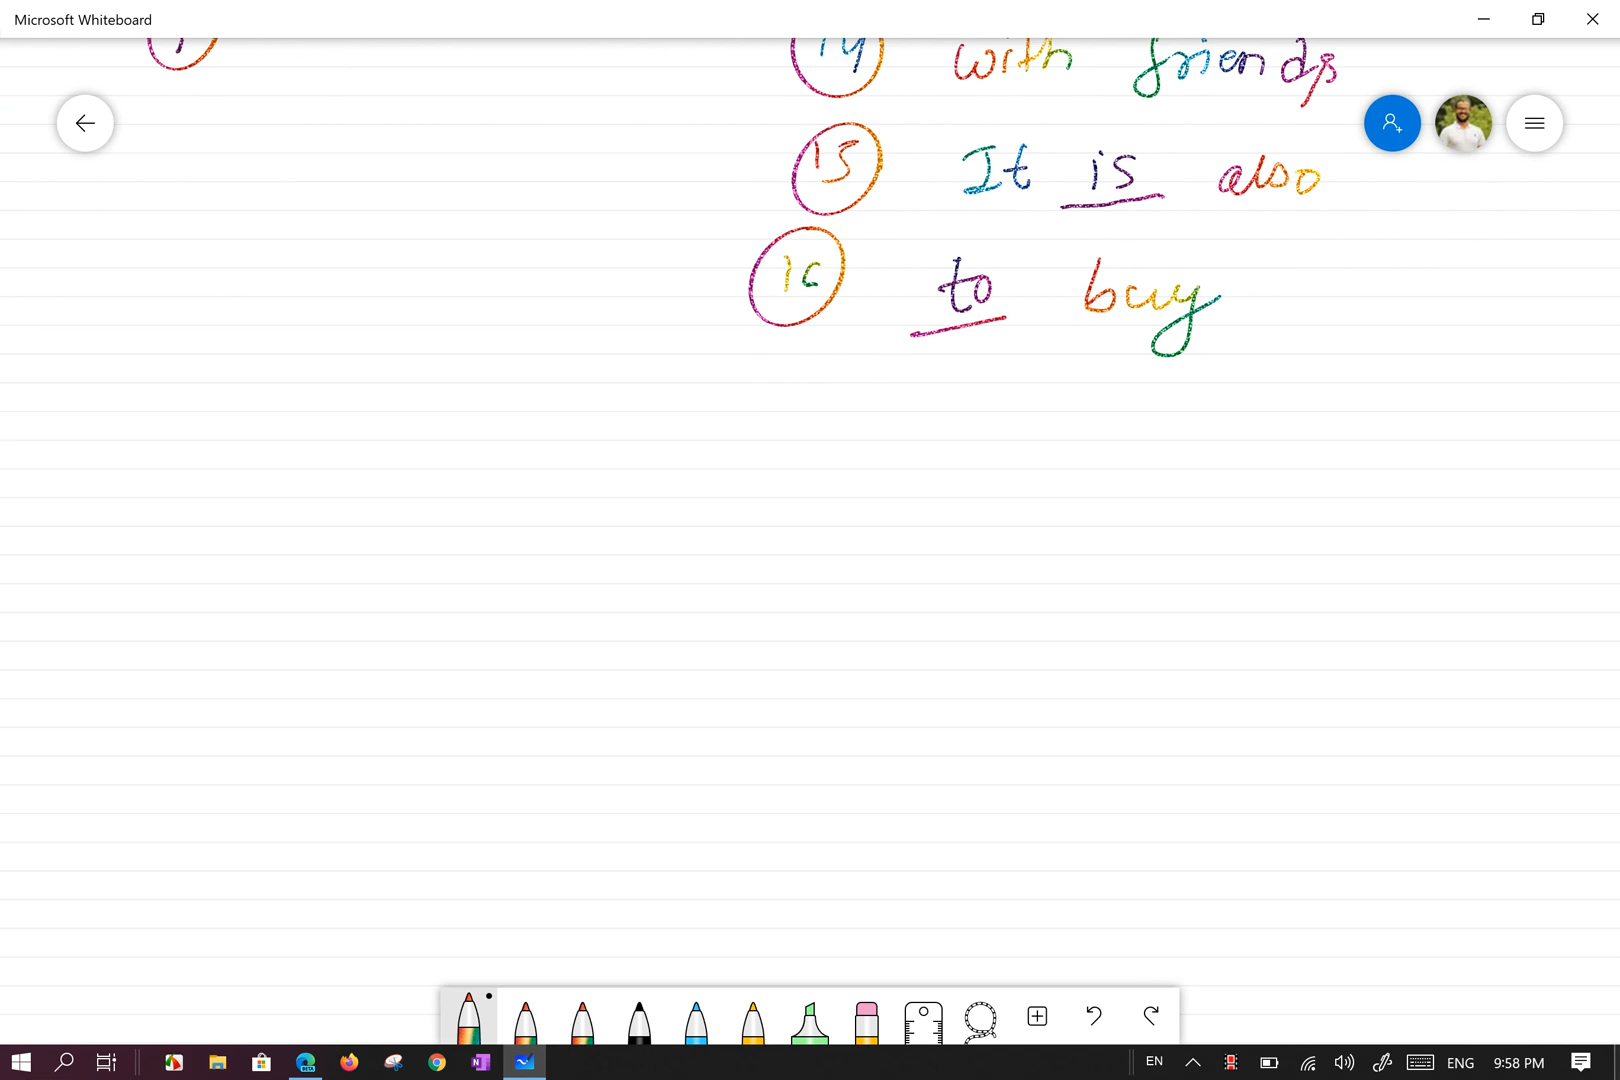 Microsoft Whiteboard
14 with friends
15 It is also
16 to buy
EN
ENG
9:58 PM